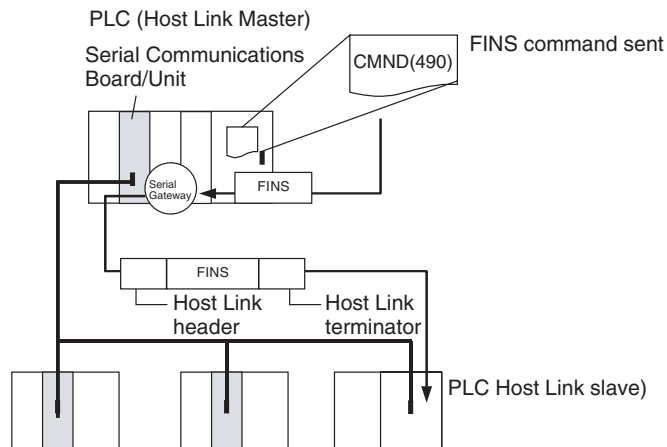 PLC (Host Link Master)
Serial Communications
Board/Unit
FINS command sent
CMND(490)
Serial
Gateway
FINS
FINS
Host Link
header
Host Link
terminator
PLC Host Link slave)